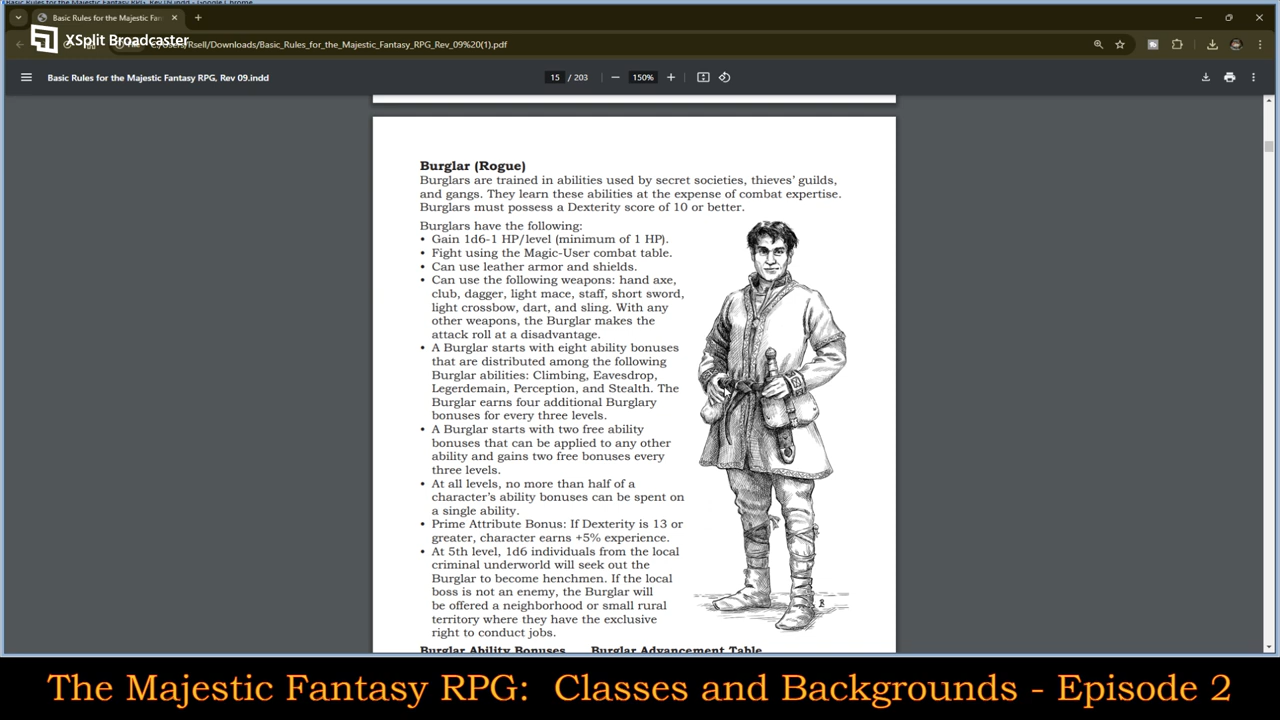 Basic Rules for the Majestic Fan
XSplit Broadcaster
/Users/Rsell/Downloads/Basic_Rules_for_the_Majestic_Fantasy_RPG_Rev_09%20(1).pdf
Basic Rules for the Majestic Fantasy RPG, Rev 09.indd
15 / 203
150%
Burglar (Rogue)
Burglars are trained in abilities used by secret societies, thieves’ guilds,
and gangs. They learn these abilities at the expense of combat expertise.
Burglars must possess a Dexterity score of 10 or better.
Burglars have the following:
• Gain 1d6-1 HP/level (minimum of 1 HP).
• Fight using the Magic-User combat table.
• Can use leather armor and shields.
• Can use the following weapons: hand axe,
club, dagger, light mace, staff, short sword,
light crossbow, dart, and sling. With any
other weapons, the Burglar makes the
attack roll at a disadvantage.
• A Burglar starts with eight ability bonuses
that are distributed among the following
Burglar abilities: Climbing, Eavesdrop,
Legerdemain, Perception, and Stealth. The
Burglar earns four additional Burglary
bonuses for every three levels.
• A Burglar starts with two free ability
bonuses that can be applied to any other
ability and gains two free bonuses every
three levels.
• At all levels, no more than half of a
character’s ability bonuses can be spent on
a single ability.
• Prime Attribute Bonus: If Dexterity is 13 or
greater, character earns +5% experience.
• At 5th level, 1d6 individuals from the local
criminal underworld will seek out the
Burglar to become henchmen. If the local
boss is not an enemy, the Burglar will
be offered a neighborhood or small rural
territory where they have the exclusive
right to conduct jobs.
Burglar Ability Bonuses
Burglar Advancement Table
The Majestic Fantasy RPG: Classes and Backgrounds - Episode 2